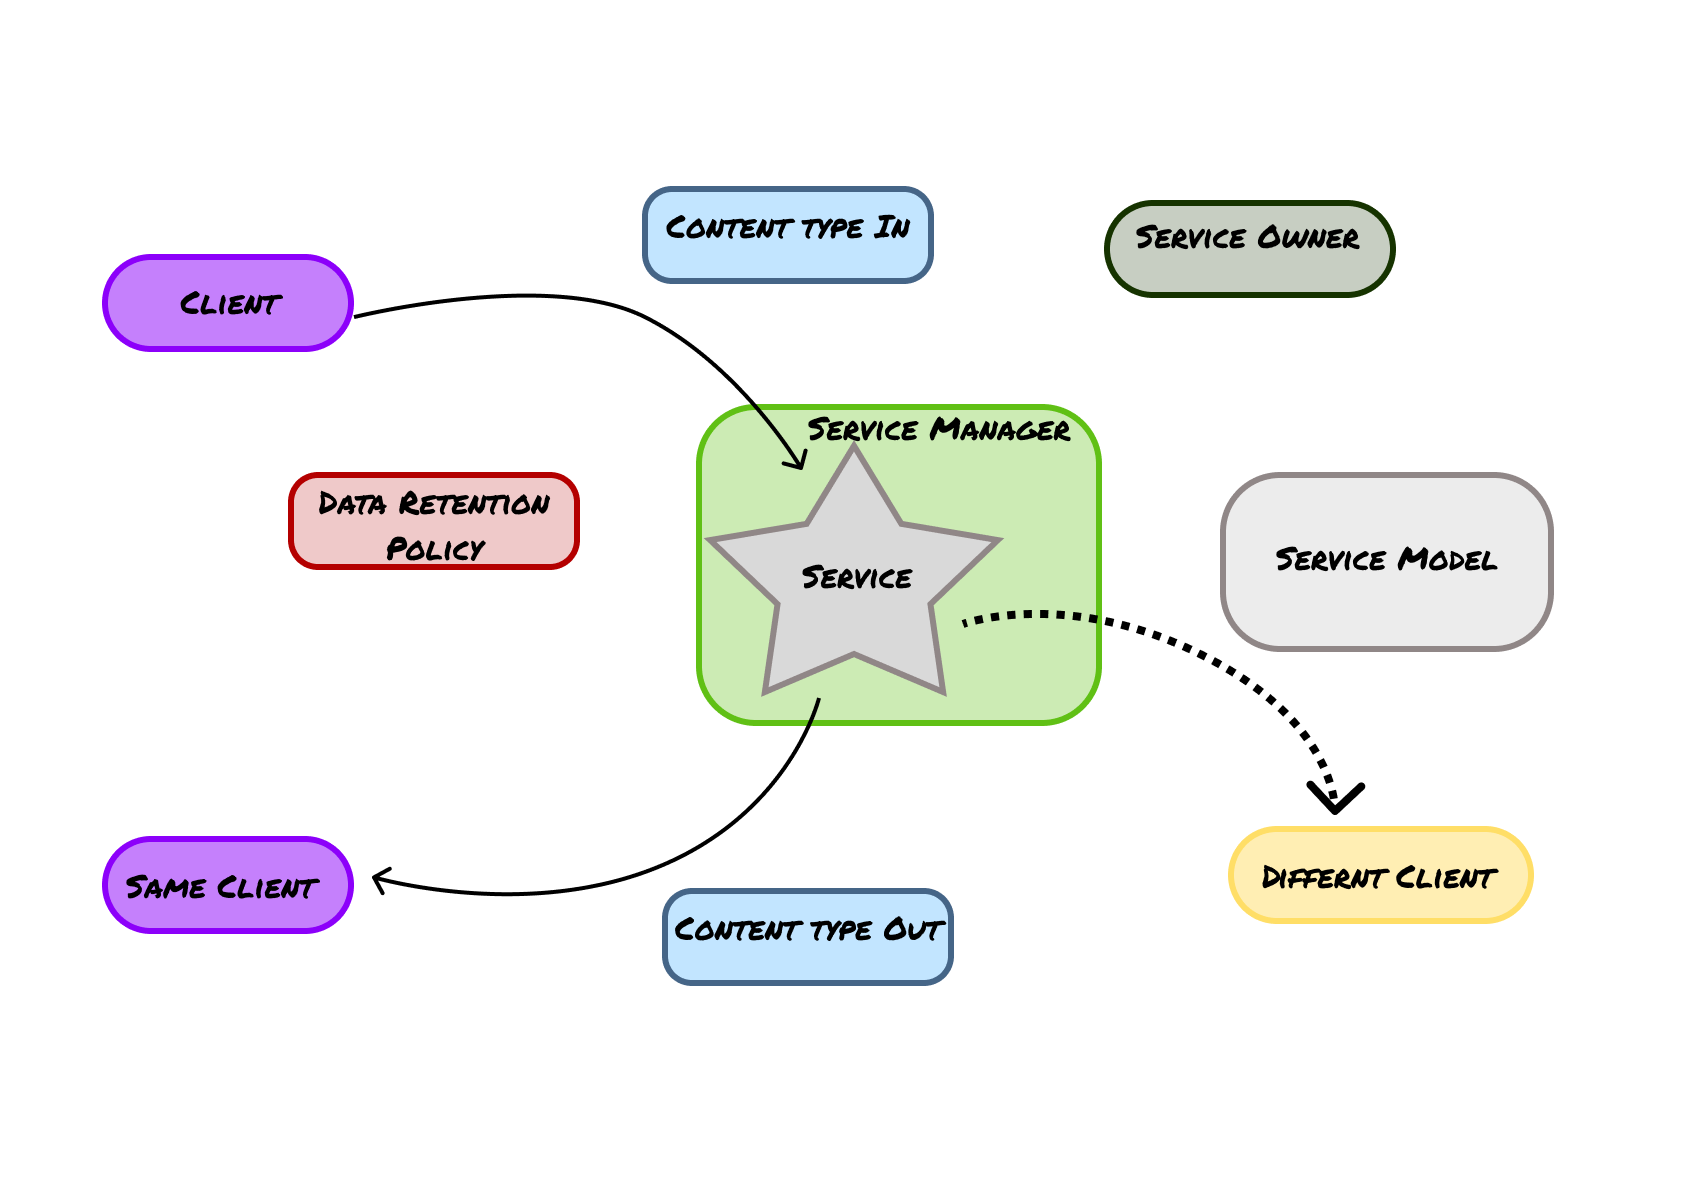 Content type In
Service Owner
Client
Service Manager
Data Retention
Policy
Service
Service Model
Same Client
Differnt Client
Content type Out